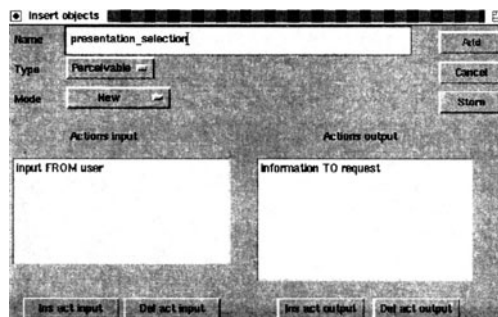 Insert objects
Name presentation_selection Add
Type Perceivable Cancel
Mode New Store
Actions input Actions output
input FROM user information TO request
Ins act input Del act input Ins act output Del act output